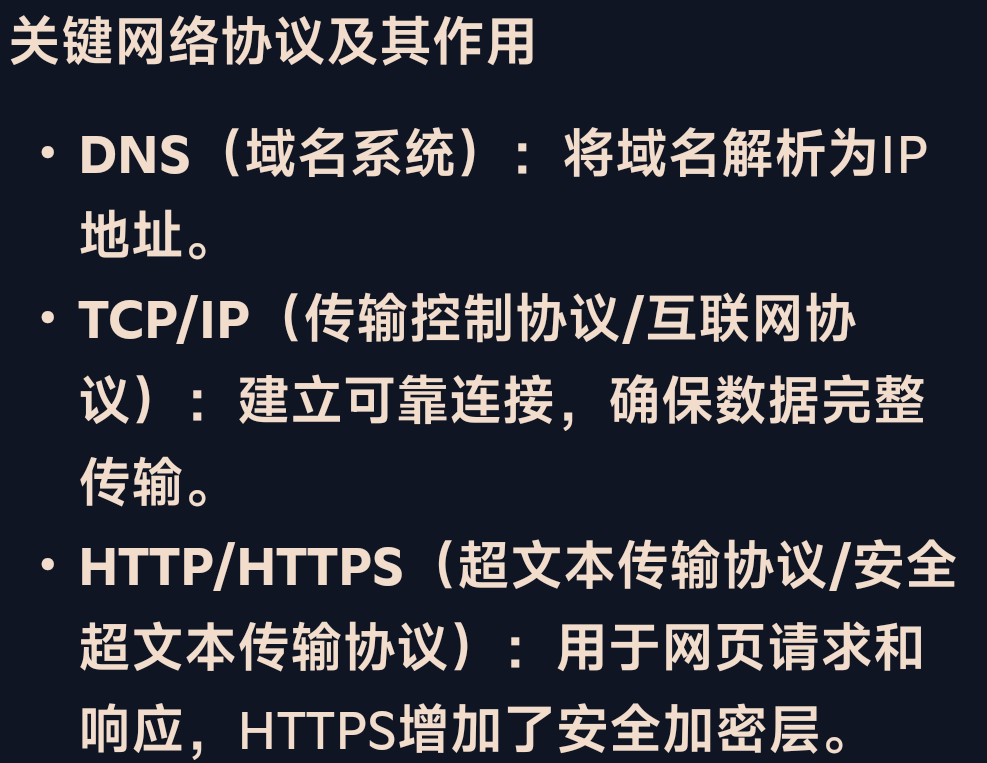 关键网络协议及其作用
• DNS（域名系统）：将域名解析为IP
地址。
• TCP/IP（传输控制协议/互联网协
议）：建立可靠连接，确保数据完整
传输。
• HTTP/HTTPS（超文本传输协议/安全
超文本传输协议）：用于网页请求和
响应，HTTPS增加了安全加密层。